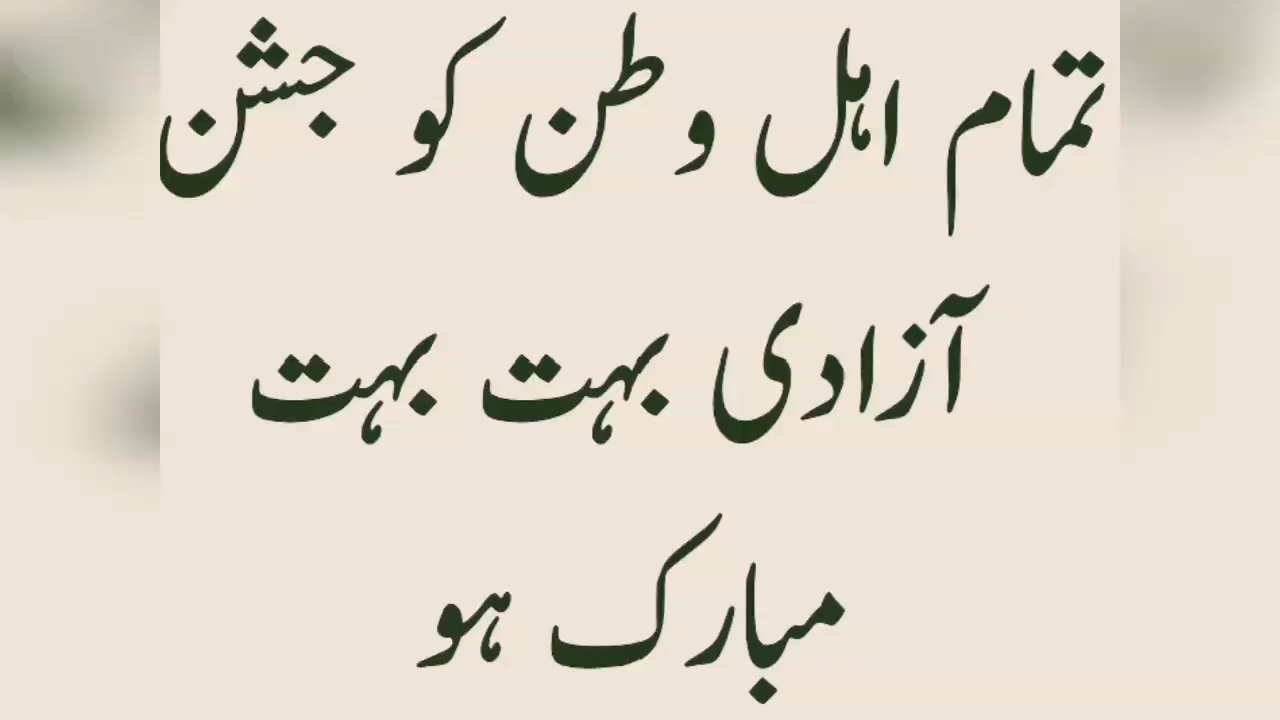 تمام اہل وطن کو جشن
آزادی بہت بہت
مبارک ہو